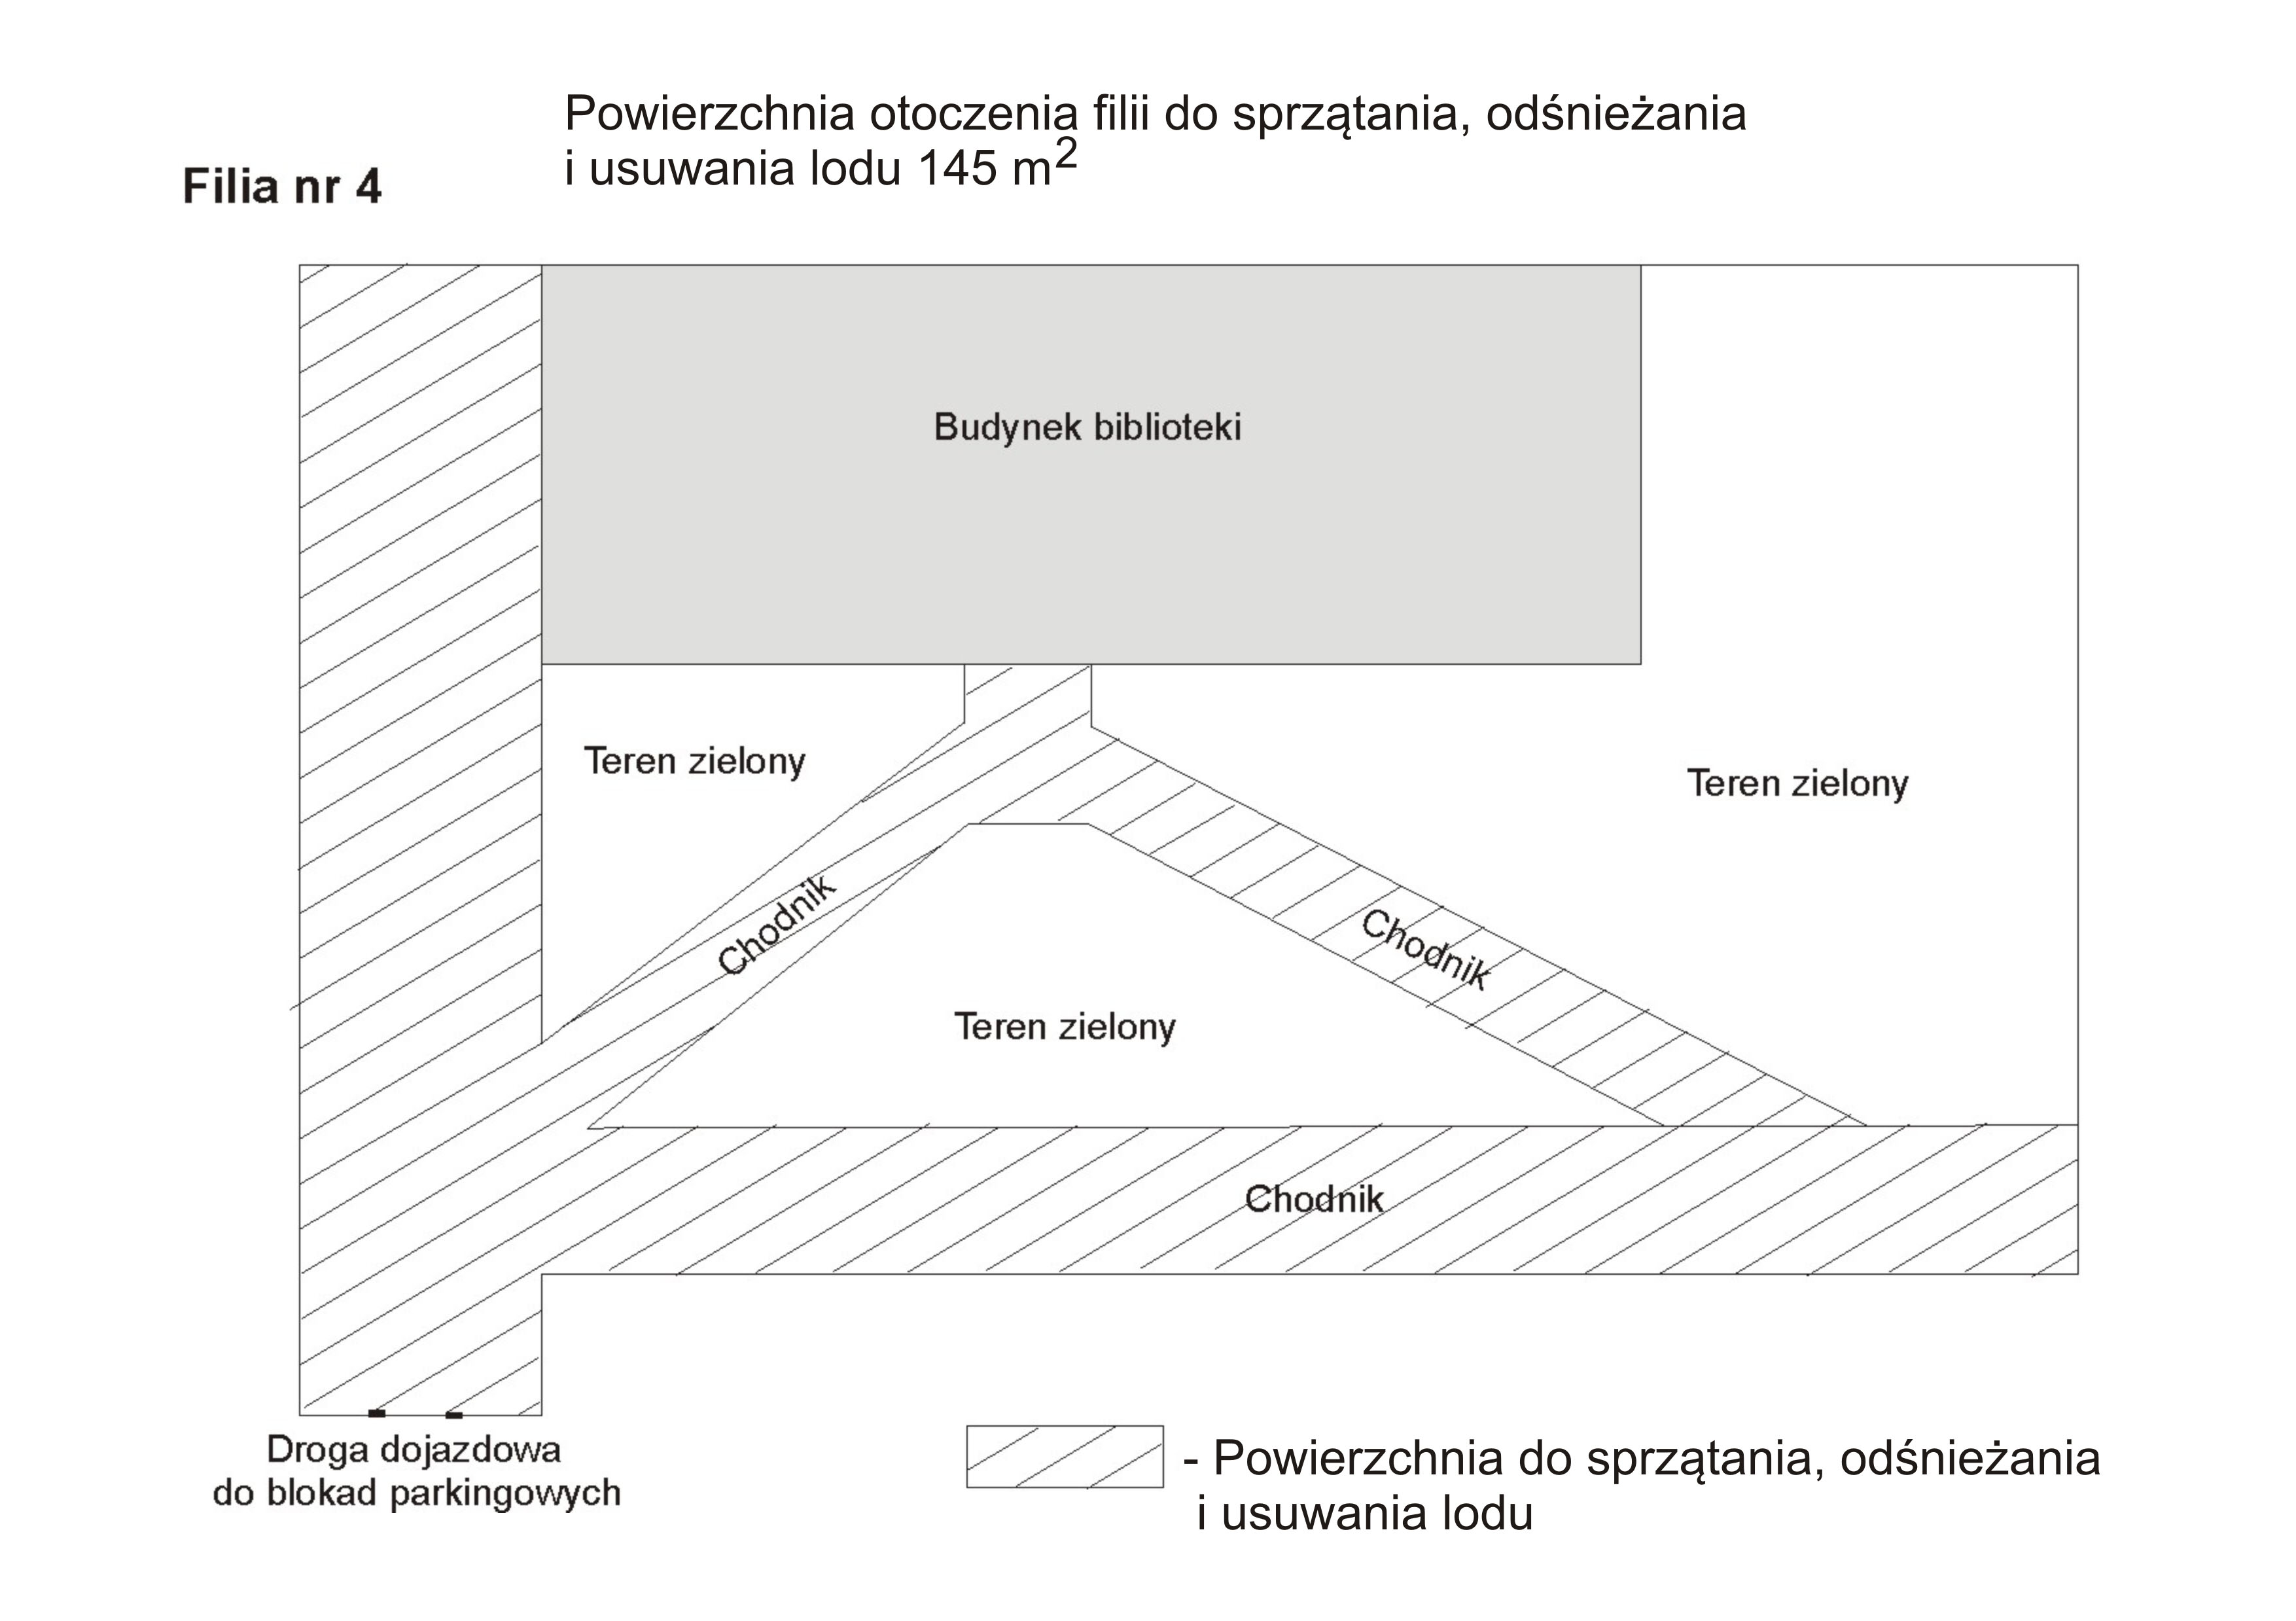 Powierzchnia otoczenia filii do sprzątania, odśnieżania
i usuwania lodu 145 m²
Filia nr 4
Budynek biblioteki
Teren zielony
Teren zielony
Chodnik
Chodnik
Teren zielony
Chodnik
Droga dojazdowa
do blokad parkingowych
- Powierzchnia do sprzątania, odśnieżania
i usuwania lodu